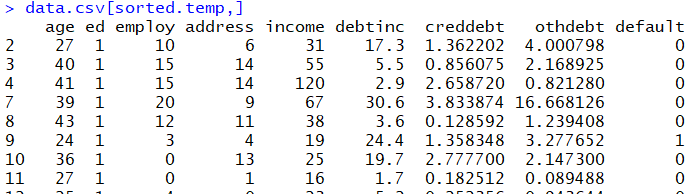 > data.csv[sorted.temp,]
age ed employ address income debtinc creddebt othdebt default
2 27 1 10 6 31 17.3 1.362202 4.000798 0
3 40 1 15 14 55 5.5 0.856075 2.168925 0
4 41 1 15 14 120 2.9 2.658720 0.821280 0
7 39 1 20 9 67 30.6 3.833874 16.668126 0
8 43 1 12 11 38 3.6 0.128592 1.239408 0
9 24 1 3 4 19 24.4 1.358348 3.277652 1
10 36 1 0 13 25 19.7 2.777700 2.147300 0
11 27 1 0 1 16 1.7 0.182512 0.089488 0